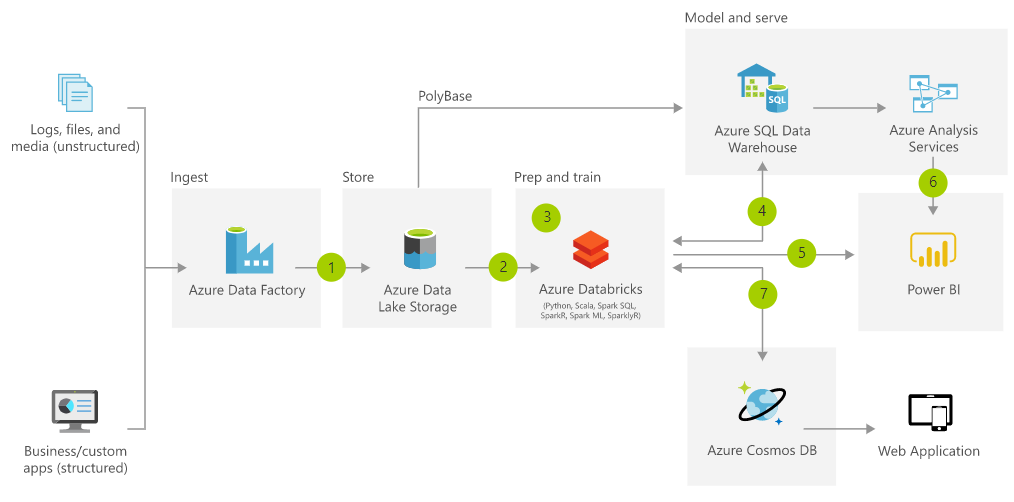 Model and serve
PolyBase
SQL
Logs, files, and
media (unstructured)
Azure SQL Data
Warehouse
Azure Analysis
Services
Ingest
Store
Prep and train
6
3
4
1
2
5
Azure Data Factory
Azure Data
Lake Storage
Azure Databricks
(Python, Scala, Spark SQL,
SparkR, Spark ML, SparklyR)
Power BI
7
Business/custom
apps (structured)
Azure Cosmos DB
Web Application